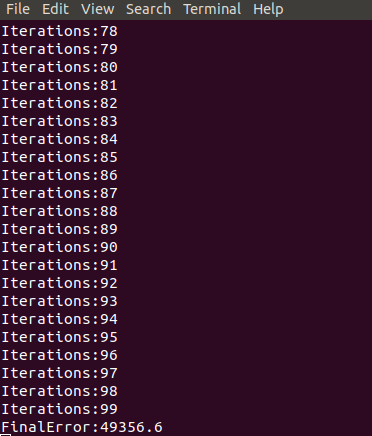 File Edit View Search Terminal Help
Iterations:78
Iterations:79
Iterations:80
Iterations:81
Iterations:82
Iterations:83
Iterations:84
Iterations:85
Iterations:86
Iterations:87
Iterations:88
Iterations:89
Iterations:90
Iterations:91
Iterations:92
Iterations:93
Iterations:94
Iterations:95
Iterations:96
Iterations:97
Iterations:98
Iterations:99
FinalError:49356.6